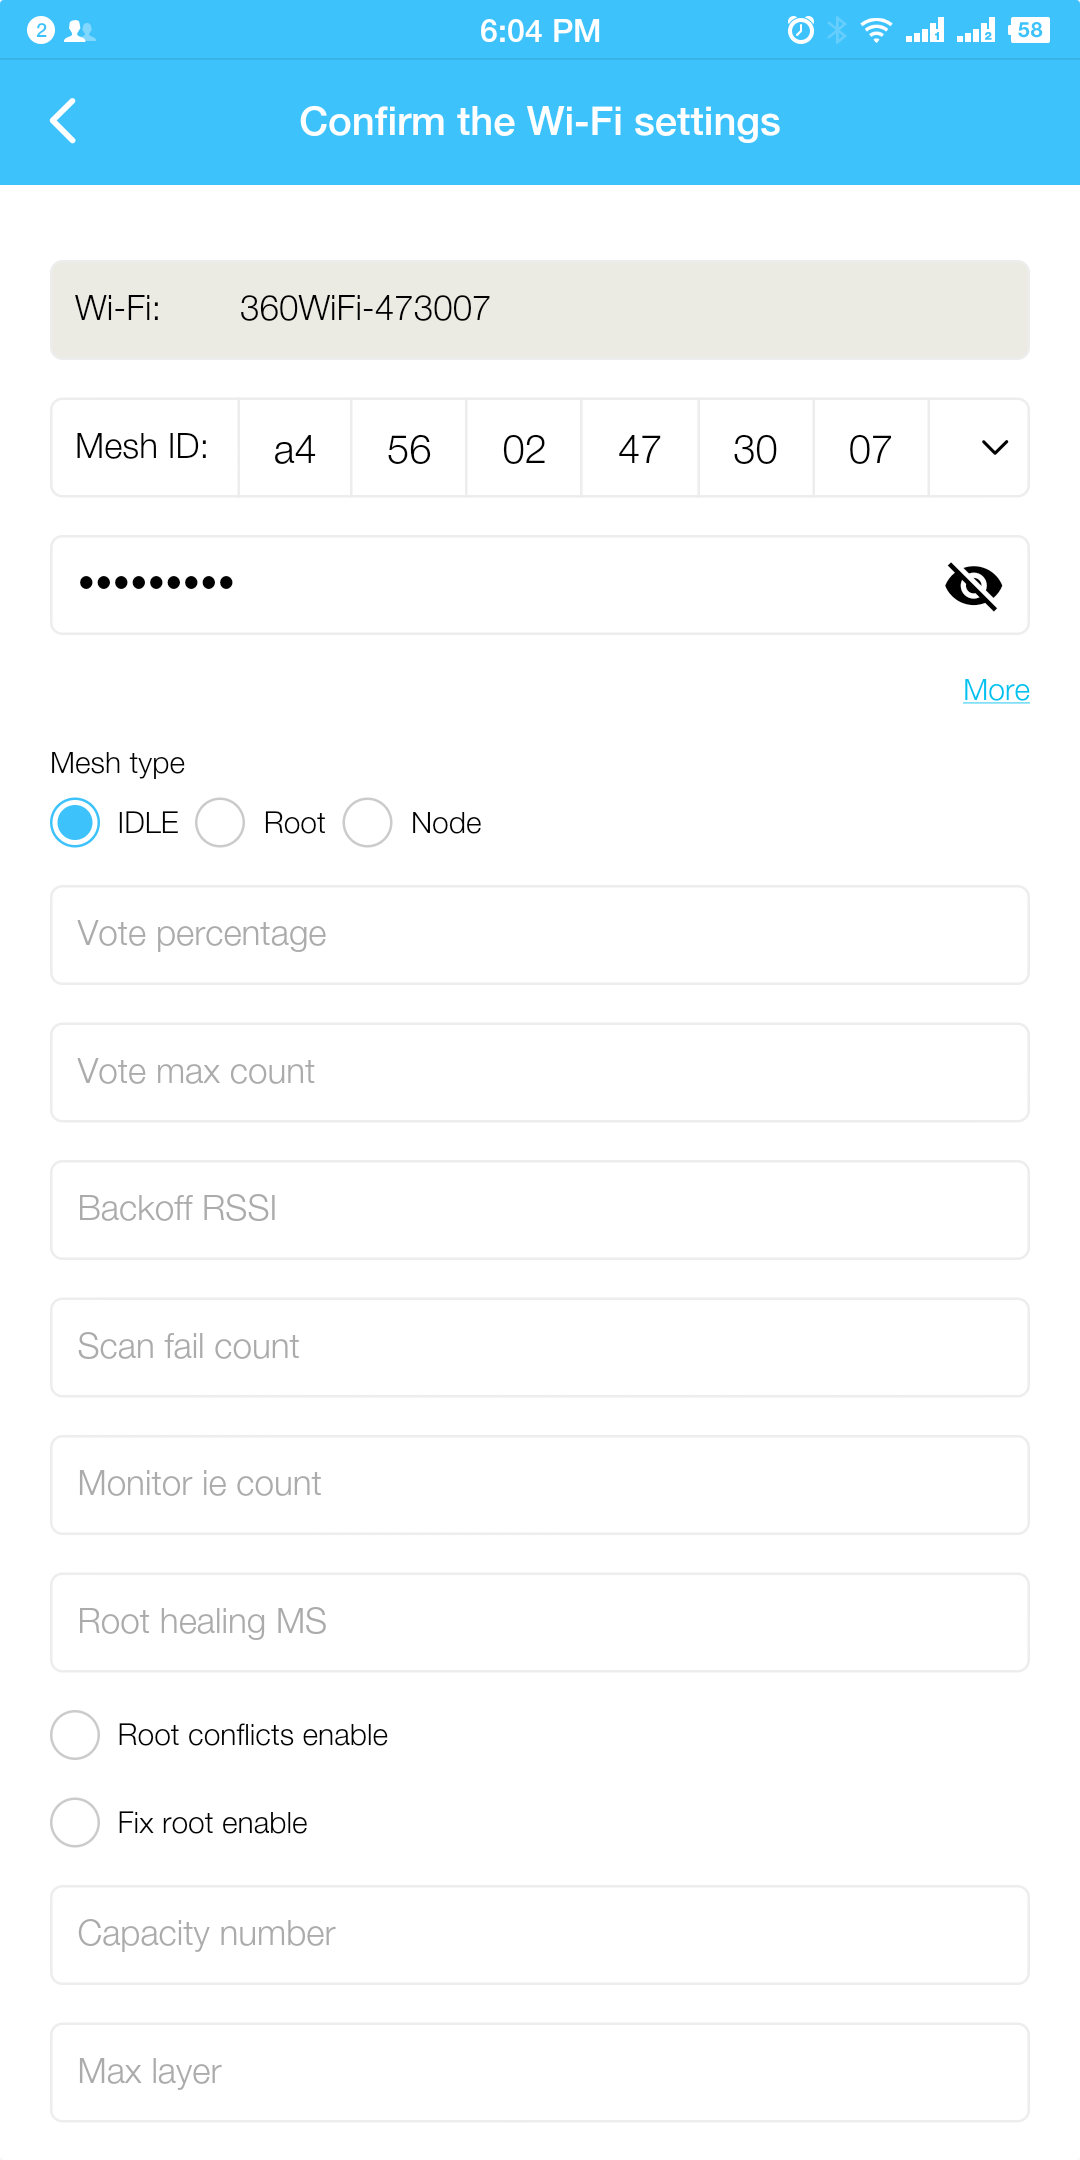 2 6:04 PM 1 2 58
Confirm the Wi-Fi settings
Wi-Fi: 360WiFi-473007
Mesh ID: a4 56 02 47 30 07
•••••••••
More
Mesh type
IDLE Root Node
Vote percentage
Vote max count
Backoff RSSI
Scan fail count
Monitor ie count
Root healing MS
Root conflicts enable
Fix root enable
Capacity number
Max layer